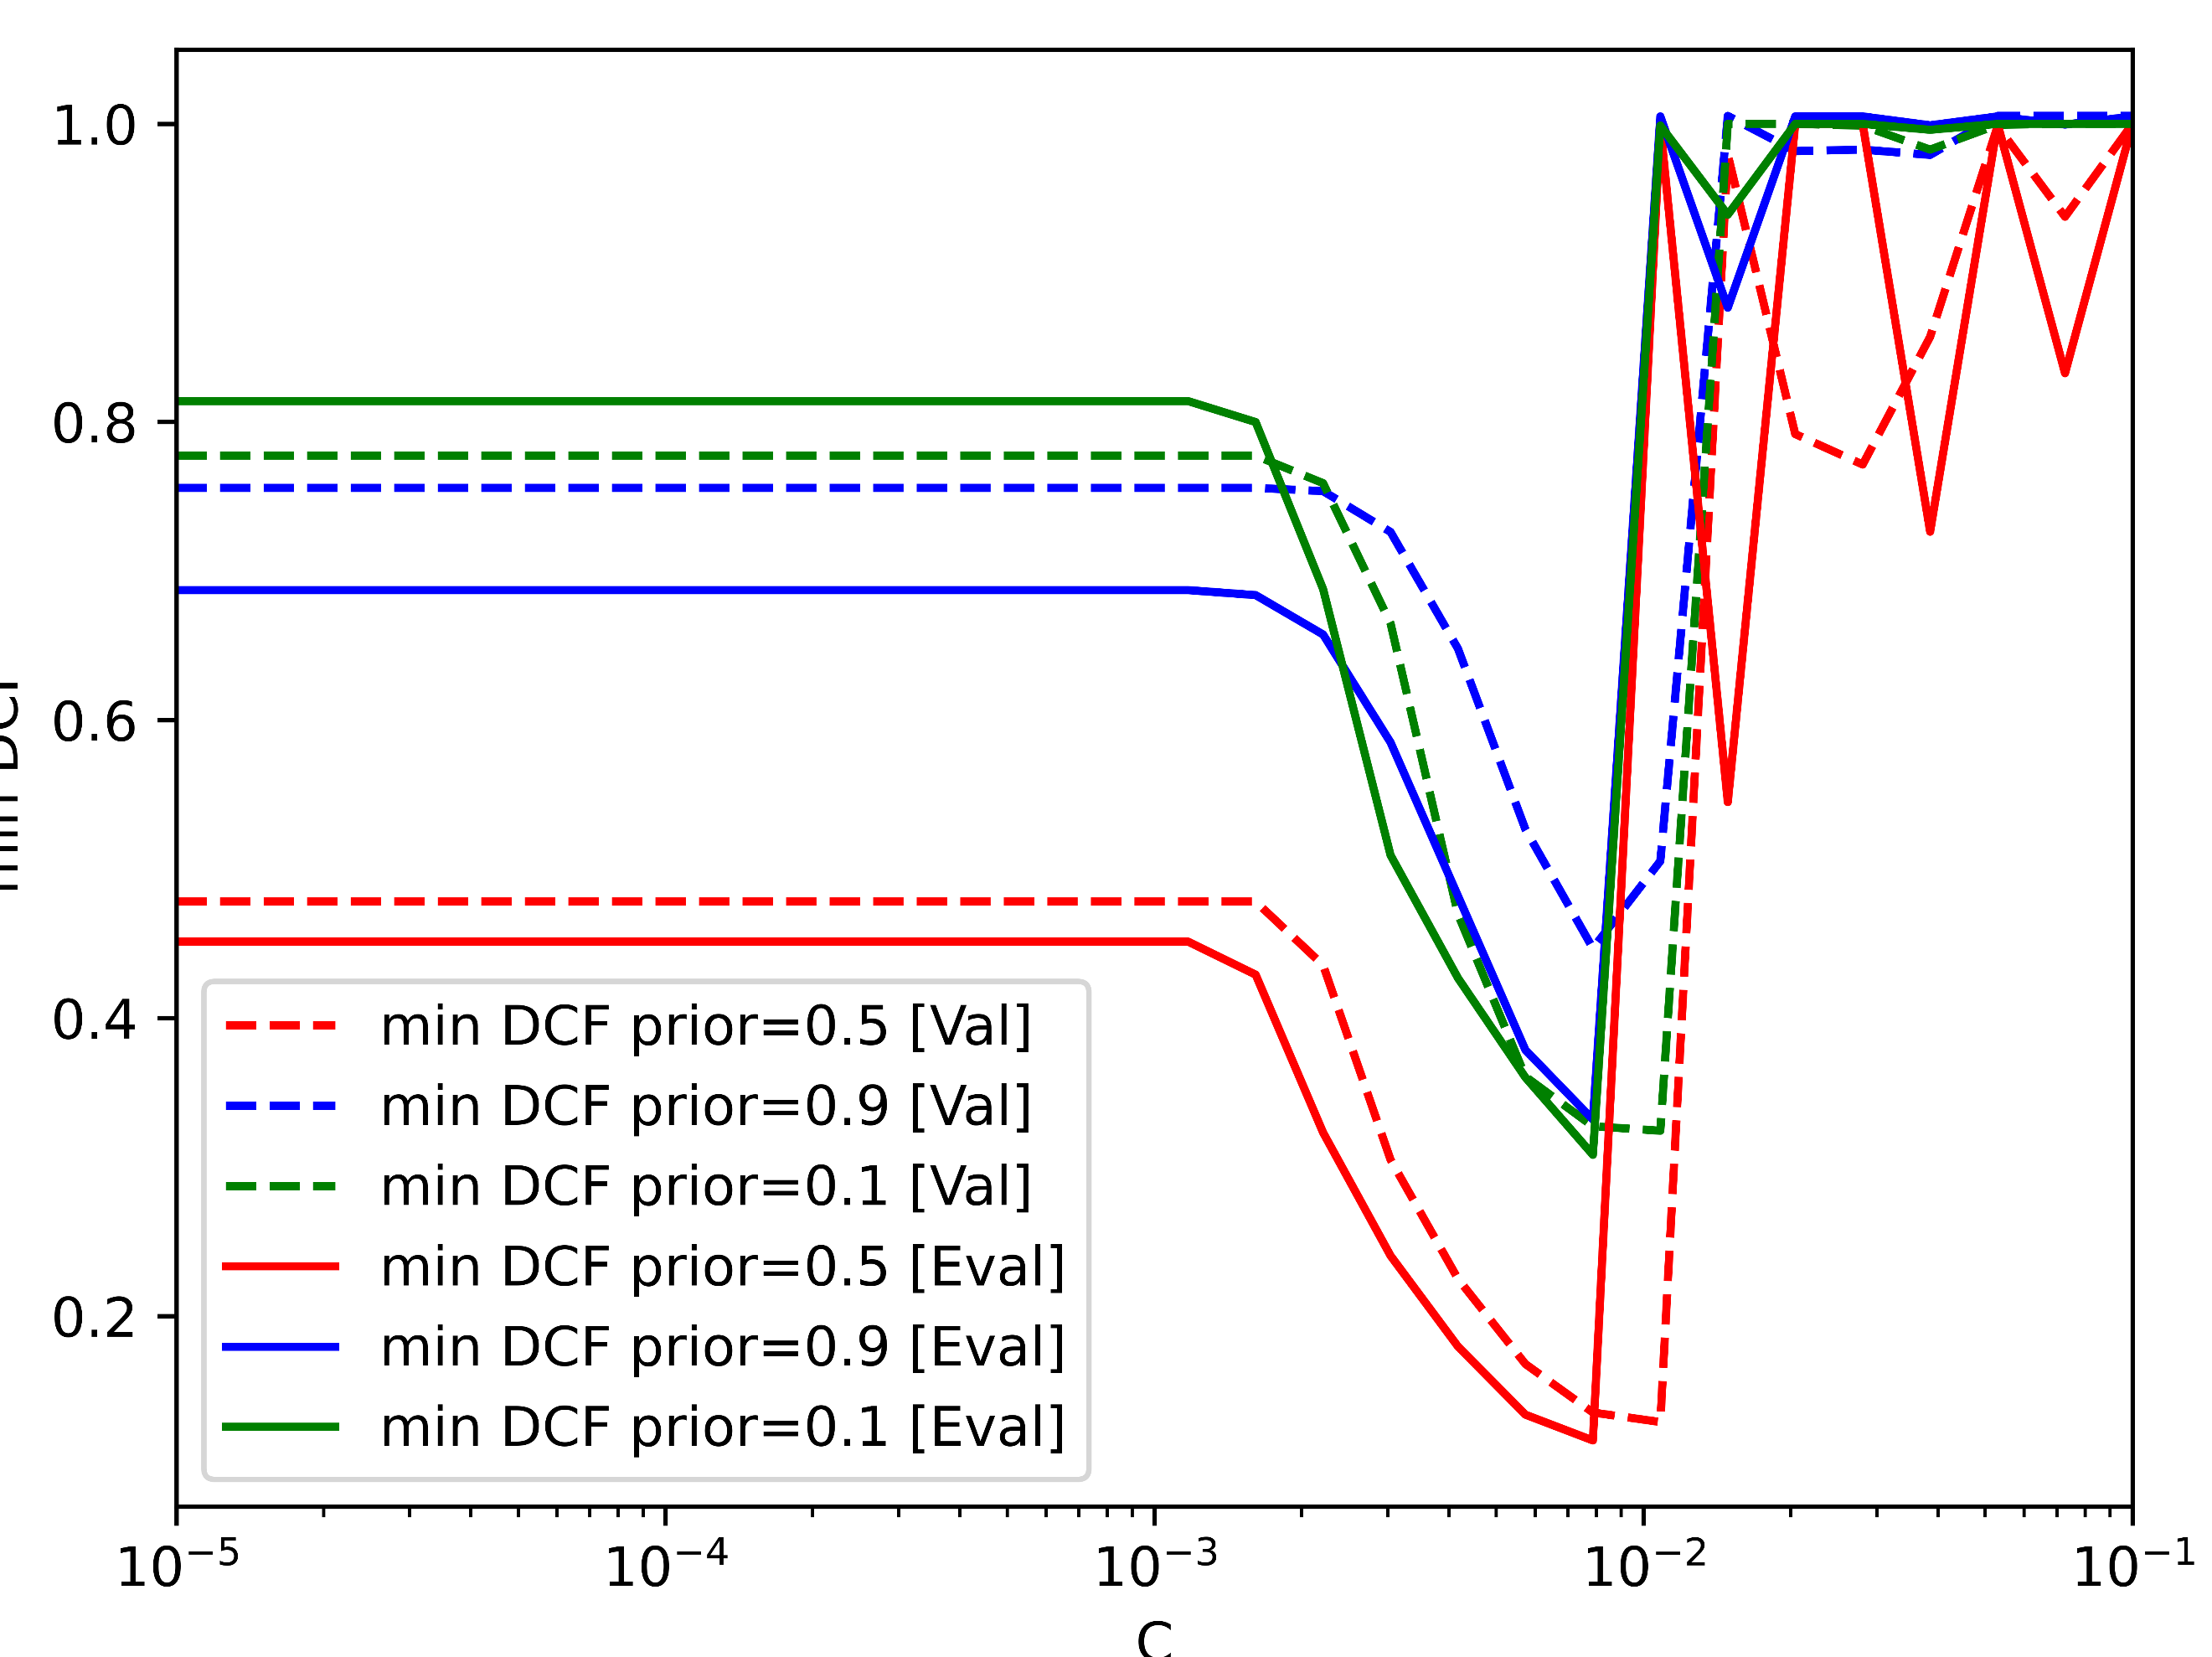 1.0
0.8
0.6
0.4
0.2
min DCF
min DCF prior=0.5 [Val]
min DCF prior=0.9 [Val]
min DCF prior=0.1 [Val]
min DCF prior=0.5 [Eval]
min DCF prior=0.9 [Eval]
min DCF prior=0.1 [Eval]
10⁻⁵ 10⁻⁴ 10⁻³ 10⁻² 10⁻¹
C